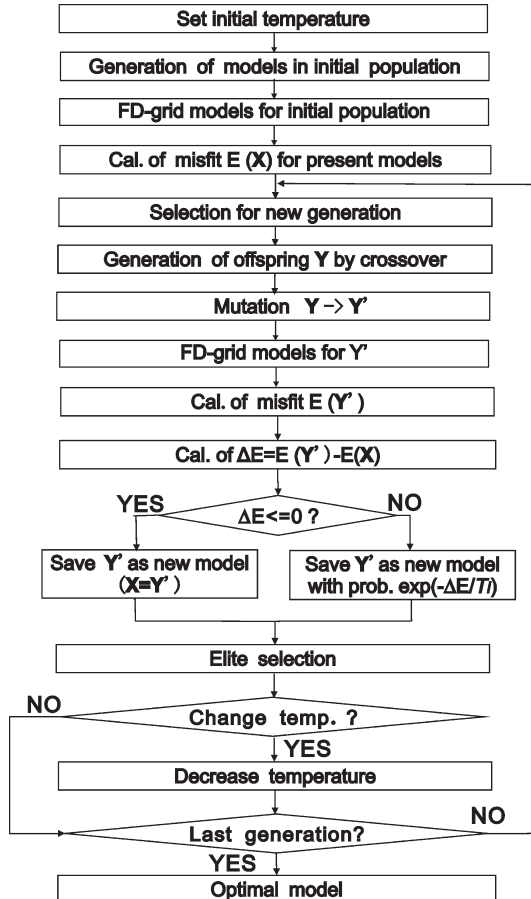 Set initial temperature
Generation of models in initial population
FD-grid models for initial population
Cal. of misfit E (X) for present models
Selection for new generation
Generation of offspring Y by crossover
Mutation Y -> Y'
FD-grid models for Y'
Cal. of misfit E (Y' )
Cal. of ΔE=E (Y' )-E(X)
YES
NO
ΔE<=0 ?
Save Y' as new model
(X=Y' )
Save Y' as new model
with prob. exp(-ΔE/Ti)
Elite selection
NO
Change temp. ?
YES
Decrease temperature
NO
Last generation?
YES
Optimal model